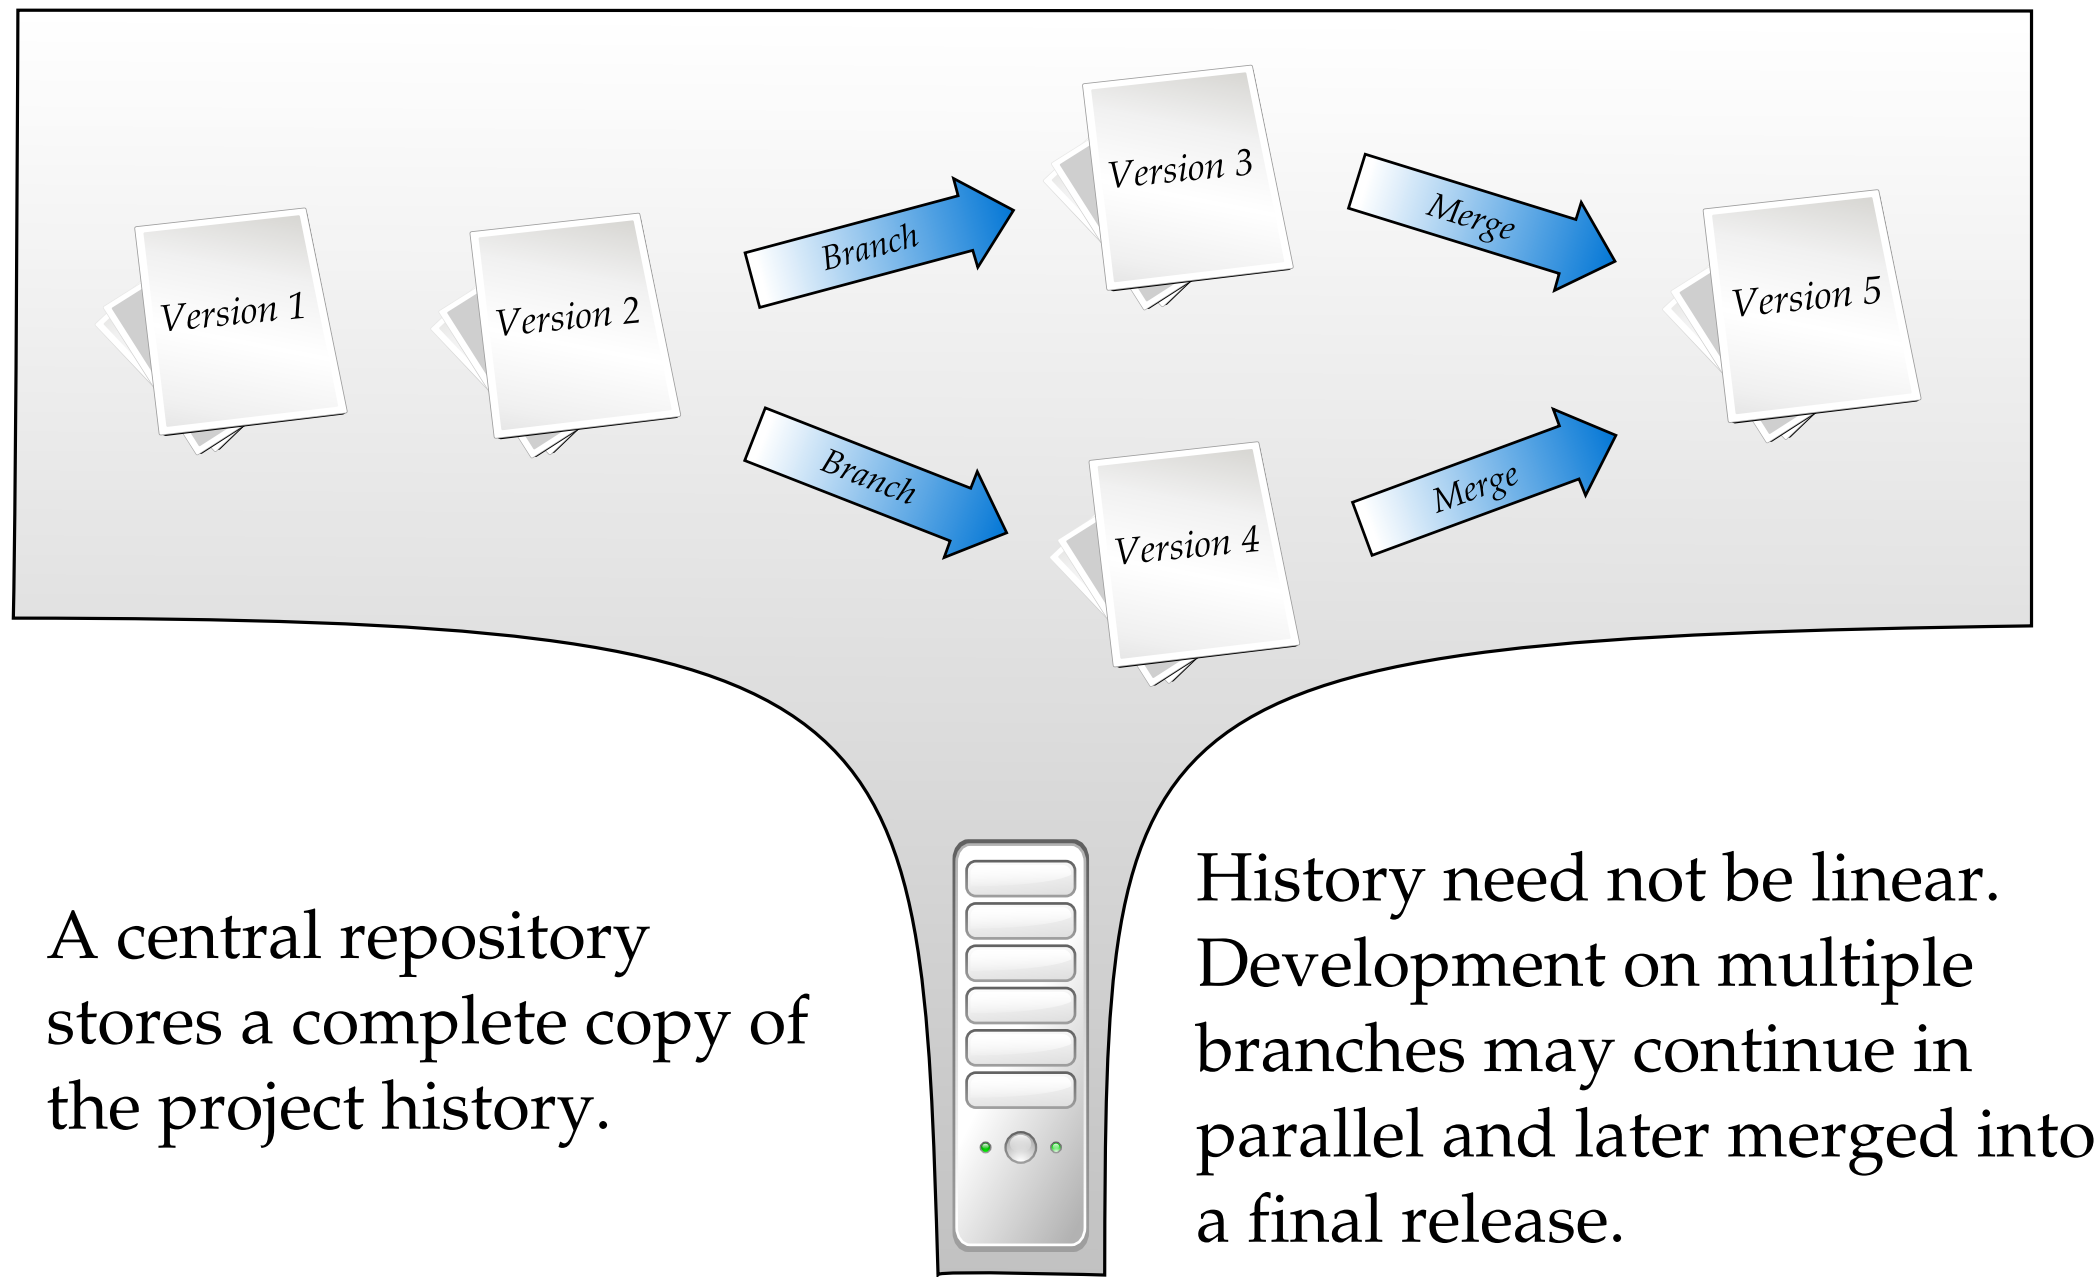 Version 1
Version 2
Branch
Branch
Version 3
Version 4
Merge
Merge
Version 5
A central repository
stores a complete copy of
the project history.
History need not be linear.
Development on multiple
branches may continue in
parallel and later merged into
a final release.